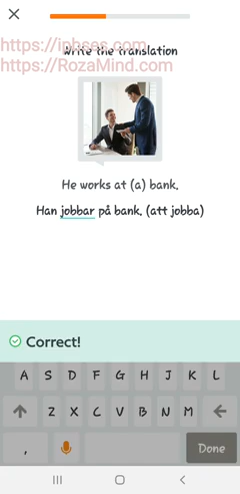 https://iphses.com
Write the translation
https://RozaMind.com
He works at (a) bank.
Han jobbar på bank. (att jobba)
Correct!
A S D F G H J K L
Z X C V B N M
, Done